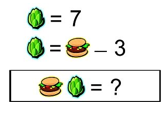 = 7
= - 3
= ?